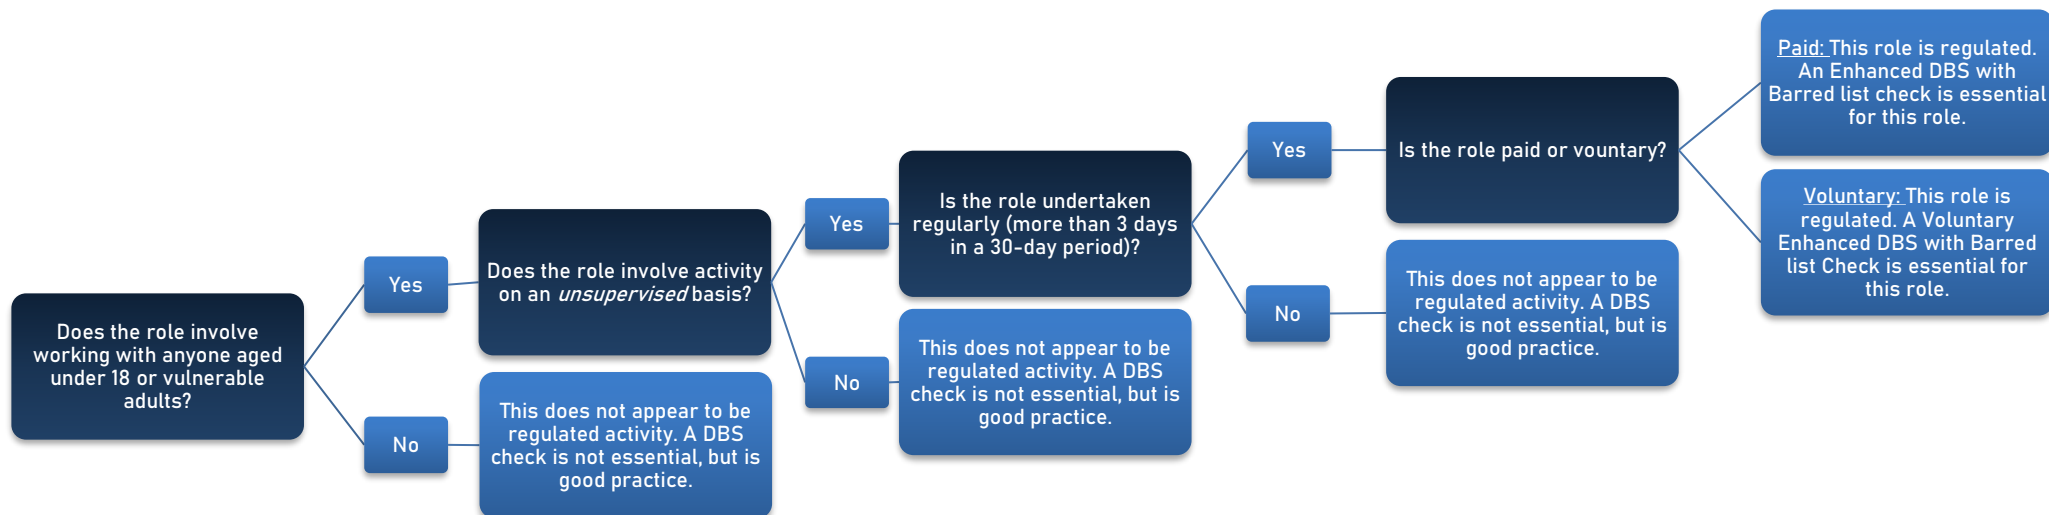 Does the role involve
working with anyone aged
under 18 or vulnerable
adults?
Yes
Does the role involve activity
on an unsupervised basis?
Yes
Is the role undertaken
regularly (more than 3 days
in a 30-day period)?
Yes
Is the role paid or vountary?
Paid: This role is regulated.
An Enhanced DBS with
Barred list check is essential
for this role.
Voluntary: This role is
regulated. A Voluntary
Enhanced DBS with Barred
list Check is essential for
this role.
No
This does not appear to be
regulated activity. A DBS
check is not essential, but is
good practice.
No
This does not appear to be
regulated activity. A DBS
check is not essential, but is
good practice.
No
This does not appear to be
regulated activity. A DBS
check is not essential, but is
good practice.